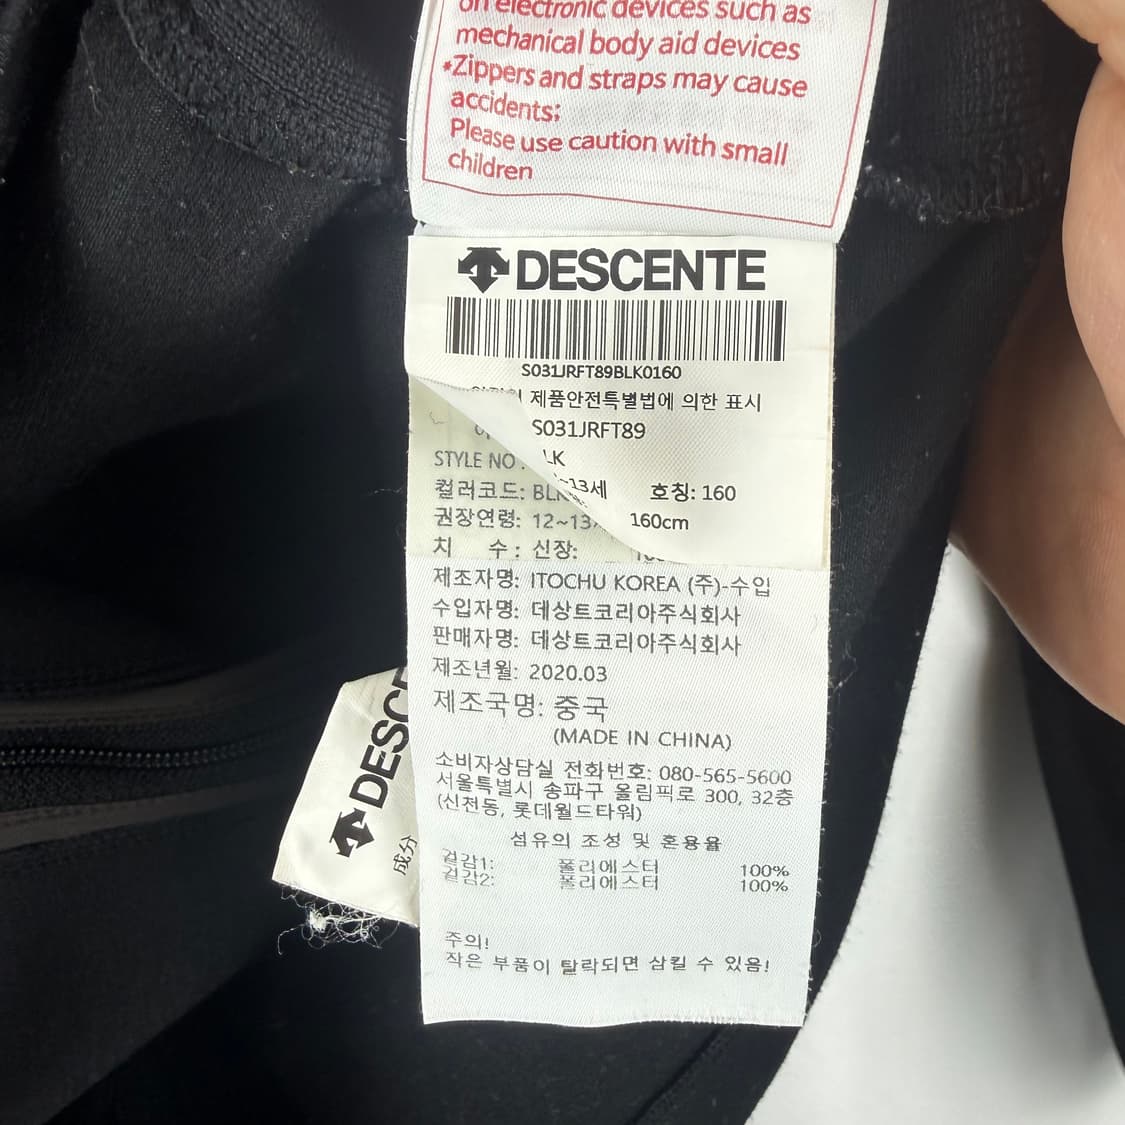 on electronic devices such as
mechanical body aid devices
*Zippers and straps may cause
accidents;
Please use caution with small
children
DESCENTE
S031JRFT89BLK0160
제품안전특별법에 의한 표시
S031JRFT89
STYLE NO :
LK
컬러코드: BLK
~13세 호칭: 160
권장연령: 12~13
160cm
치 수 : 신장:
제조자명: ITOCHU KOREA (주)-수입
수입자명: 데상트코리아주식회사
판매자명: 데상트코리아주식회사
제조년월: 2020.03
제조국명: 중국
(MADE IN CHINA)
소비자상담실 전화번호: 080-565-5600
서울특별시 송파구 올림픽로 300, 32층
(신천동, 롯데월드타워)
섬유의 조성 및 혼용율
겉감1: 폴리에스터 100%
겉감2: 폴리에스터 100%
주의!
작은 부품이 탈락되면 삼킬 수 있음!
DESC
成分